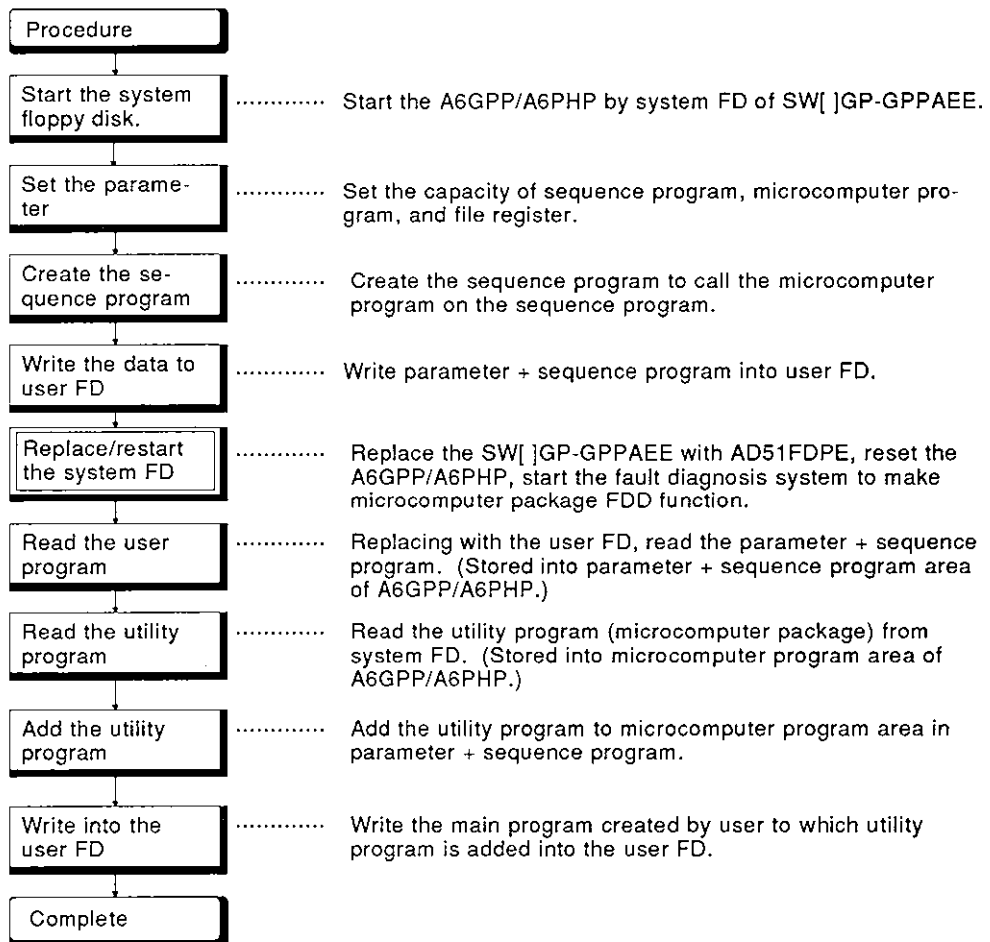 Procedure
Start the system
floppy disk.
············ Start the A6GPP/A6PHP by system FD of SW[ ]GP-GPPAEE.
Set the parame-
ter
············ Set the capacity of sequence program, microcomputer pro-
gram, and file register.
Create the se-
quence program
············ Create the sequence program to call the microcomputer
program on the sequence program.
Write the data to
user FD
············ Write parameter + sequence program into user FD.
Replace/restart
the system FD
············ Replace the SW[ ]GP-GPPAEE with AD51FDPE, reset the
A6GPP/A6PHP, start the fault diagnosis system to make
microcomputer package FDD function.
Read the user
program
············ Replacing with the user FD, read the parameter + sequence
program. (Stored into parameter + sequence program area
of A6GPP/A6PHP.)
Read the utility
program
············ Read the utility program (microcomputer package) from
system FD. (Stored into microcomputer program area of
A6GPP/A6PHP.)
Add the utility
program
············ Add the utility program to microcomputer program area in
parameter + sequence program.
Write into the
user FD
············ Write the main program created by user to which utility
program is added into the user FD.
Complete